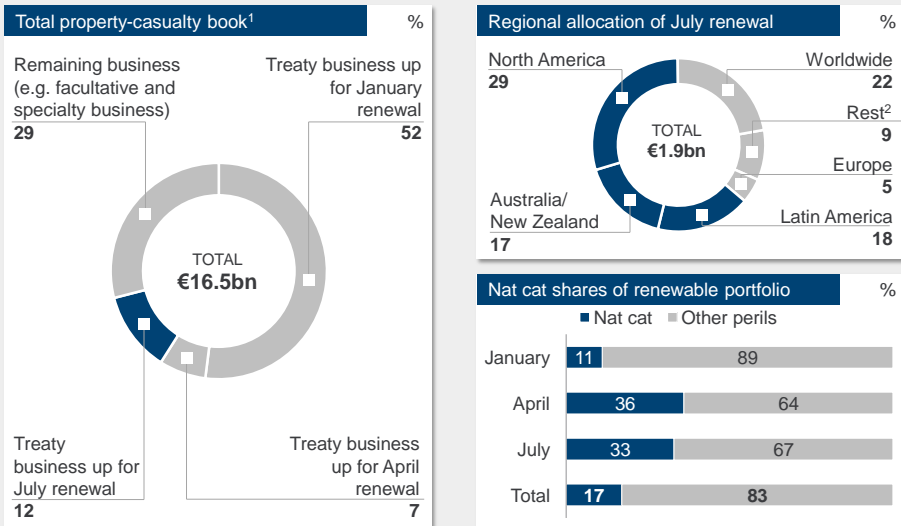 Total property-casualty book1 %
Remaining business
(e.g. facultative and
specialty business)
29
Treaty business up
for January
renewal
52
TOTAL
€16.5bn
Treaty
business up for
July renewal
12
Treaty business
up for April
renewal
7
Regional allocation of July renewal %
North America
29
Worldwide
22
Rest2
9
Europe
5
Latin America
18
Australia/
New Zealand
17
TOTAL
€1.9bn
Nat cat shares of renewable portfolio %
Nat cat Other perils
January 11 89
April 36 64
July 33 67
Total 17 83